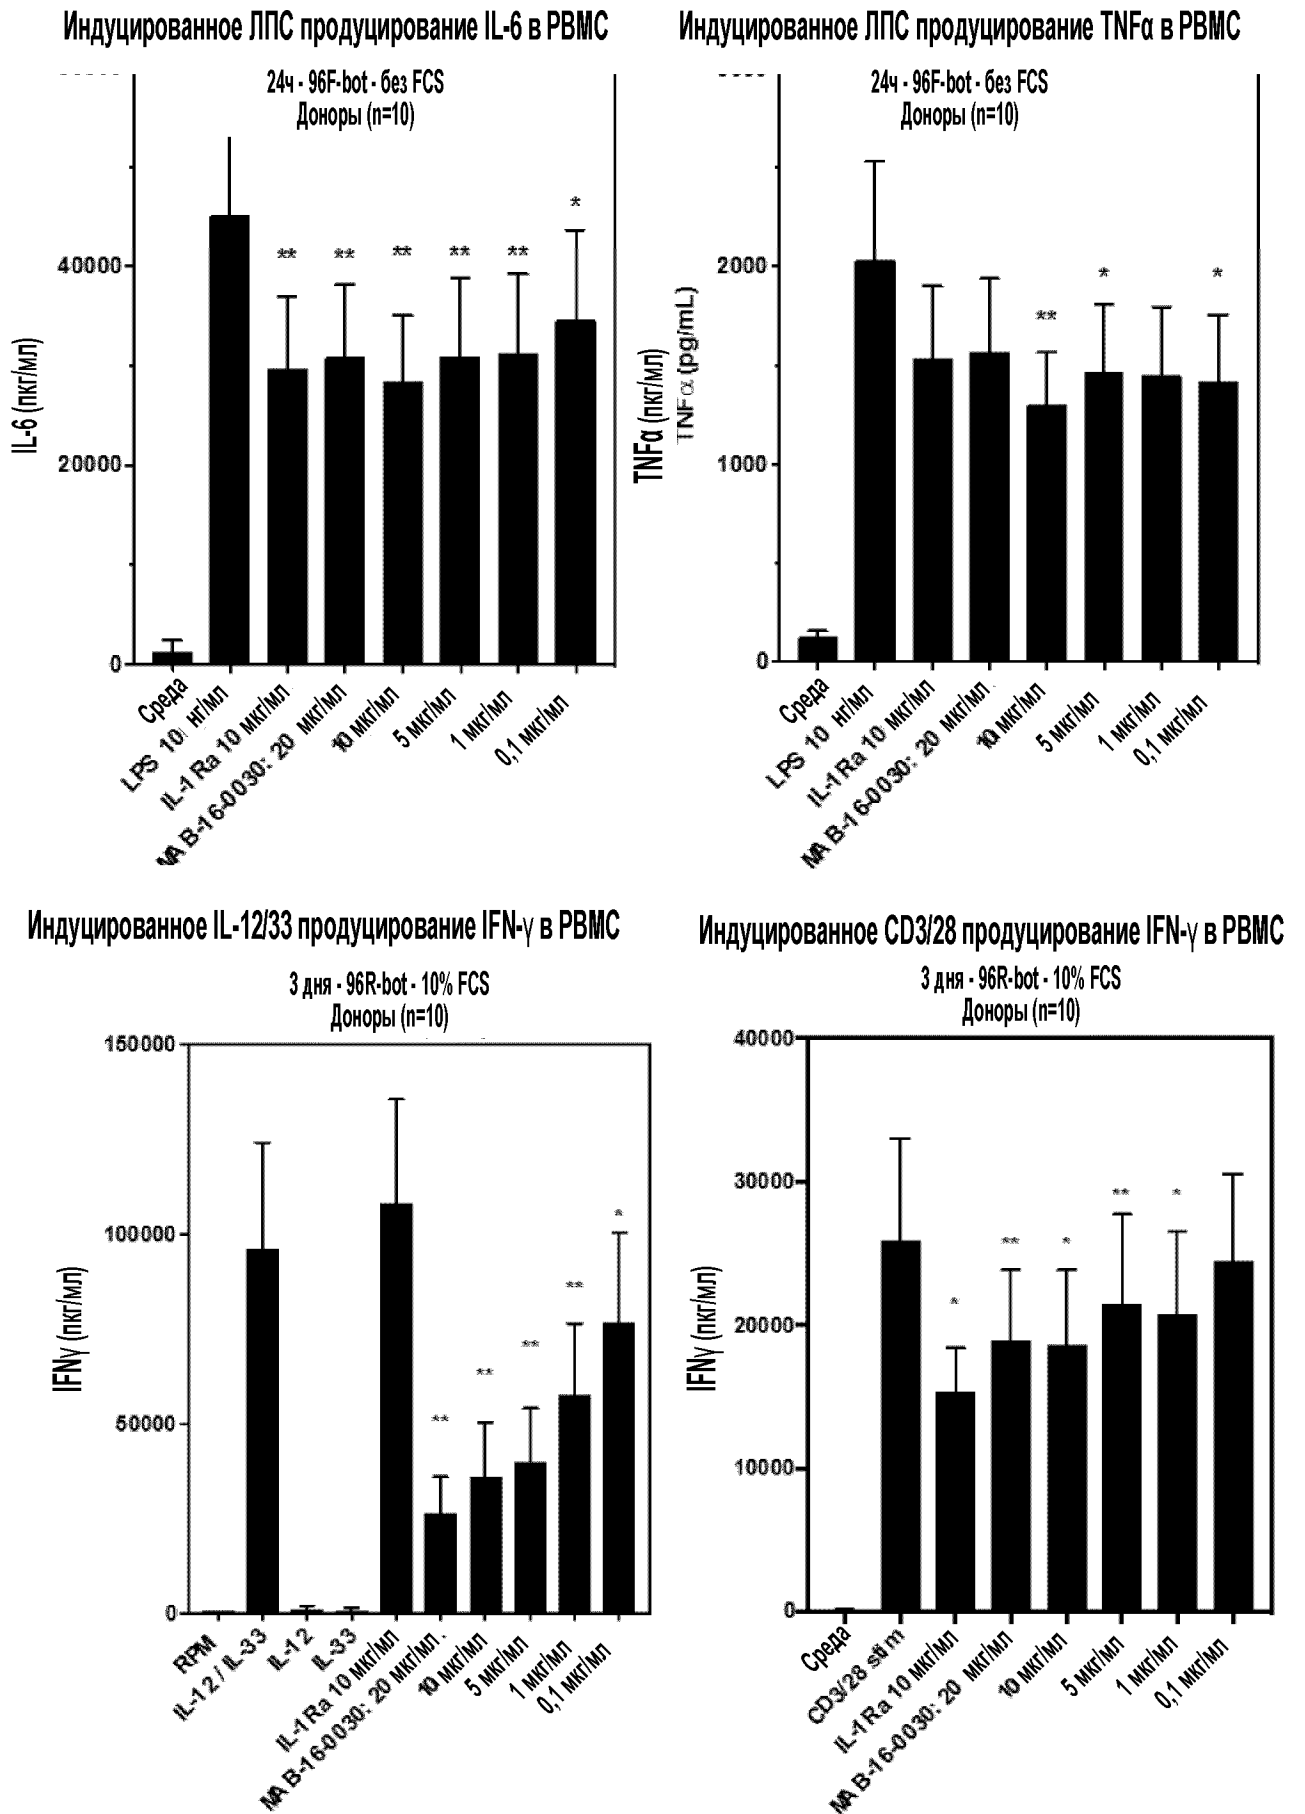 Индуцированное ЛПС продуцирование IL-6 в PBMC
24ч - 96F-bot - без FCS
Доноры (n=10)
**
**
**
**
**
*
40000
20000
0
IL-6 (пкг/мл)
Среда
LPS 10 нг/мл
IL-1Ra 10 мкг/мл
MAB-16-0030: 20 мкг/мл
10 мкг/мл
5 мкг/мл
1 мкг/мл
0,1 мкг/мл
Индуцированное ЛПС продуцирование TNFα в PBMC
24ч - 96F-bot - без FCS
Доноры (n=10)
**
*
*
2000
1000
0
TNFα (пкг/мл)
TNFα (pg/mL)
Среда
LPS 10 нг/мл
IL-1Ra 10 мкг/мл
MAB-16-0030: 20 мкг/мл.
10 мкг/мл
5 мкг/мл
1 мкг/мл
0,1 мкг/мл
Индуцированное IL-12/33 продуцирование IFN-γ в PBMC
3 дня - 96R-bot - 10% FCS
Доноры (n=10)
150000
100000
50000
0
IFNγ (пкг/мл)
**
**
**
**
*
RPM
IL-12 / IL-33
IL-12
IL-33
IL-1Ra 10 мкг/мл
MAB-16-0030: 20 мкг/мл.
10 мкг/мл
5 мкг/мл
1 мкг/мл
0,1 мкг/мл
Индуцированное CD3/28 продуцирование IFN-γ в PBMC
3 дня - 96R-bot - 10% FCS
Доноры (n=10)
40000
30000
20000
10000
0
IFNγ (пкг/мл)
*
**
*
**
*
Среда
CD3/28 stim
IL-1Ra 10 мкг/мл
MAB-16-0030: 20 мкг/мл
10 мкг/мл
5 мкг/мл
1 мкг/мл
0,1 мкг/мл